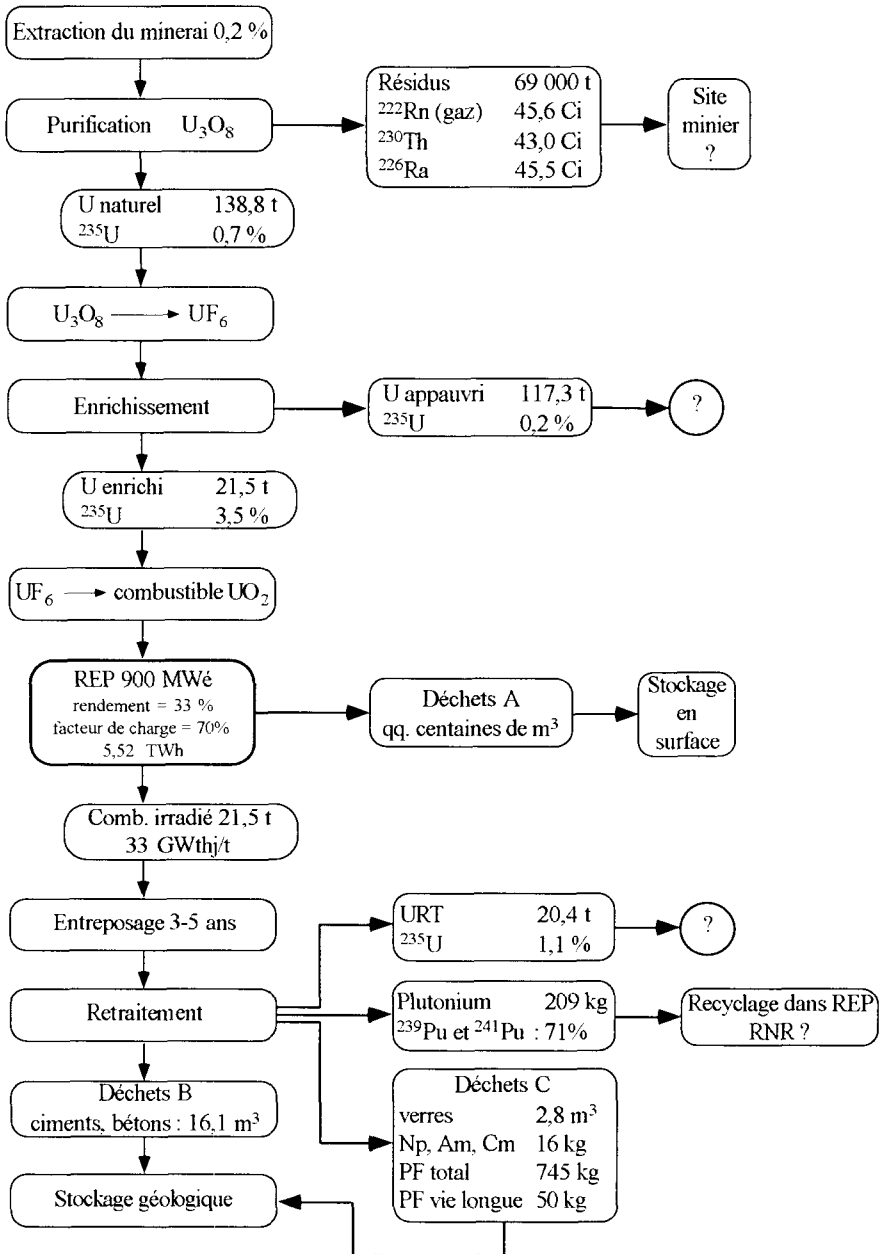 Extraction du minerai 0,2 %
Purification U₃O₈
Résidus 69 000 t
²²²Rn (gaz) 45,6 Ci
²³⁰Th 43,0 Ci
²²⁶Ra 45,5 Ci
Site
minier
?
U naturel 138,8 t
²³⁵U 0,7 %
U₃O₈ → UF₆
Enrichissement
U appauvri 117,3 t
²³⁵U 0,2 %
?
U enrichi 21,5 t
²³⁵U 3,5 %
UF₆ → combustible UO₂
REP 900 MWé
rendement = 33 %
facteur de charge = 70%
5,52 TWh
Déchets A
qq. centaines de m³
Stockage
en
surface
Comb. irradié 21,5 t
33 GWthj/t
Entreposage 3-5 ans
URT 20,4 t
²³⁵U 1,1 %
?
Retraitement
Plutonium 209 kg
²³⁹Pu et ²⁴¹Pu : 71%
Recyclage dans REP
RNR ?
Déchets B
ciments, bétons : 16,1 m³
Déchets C
verres 2,8 m³
Np, Am, Cm 16 kg
PF total 745 kg
PF vie longue 50 kg
Stockage géologique